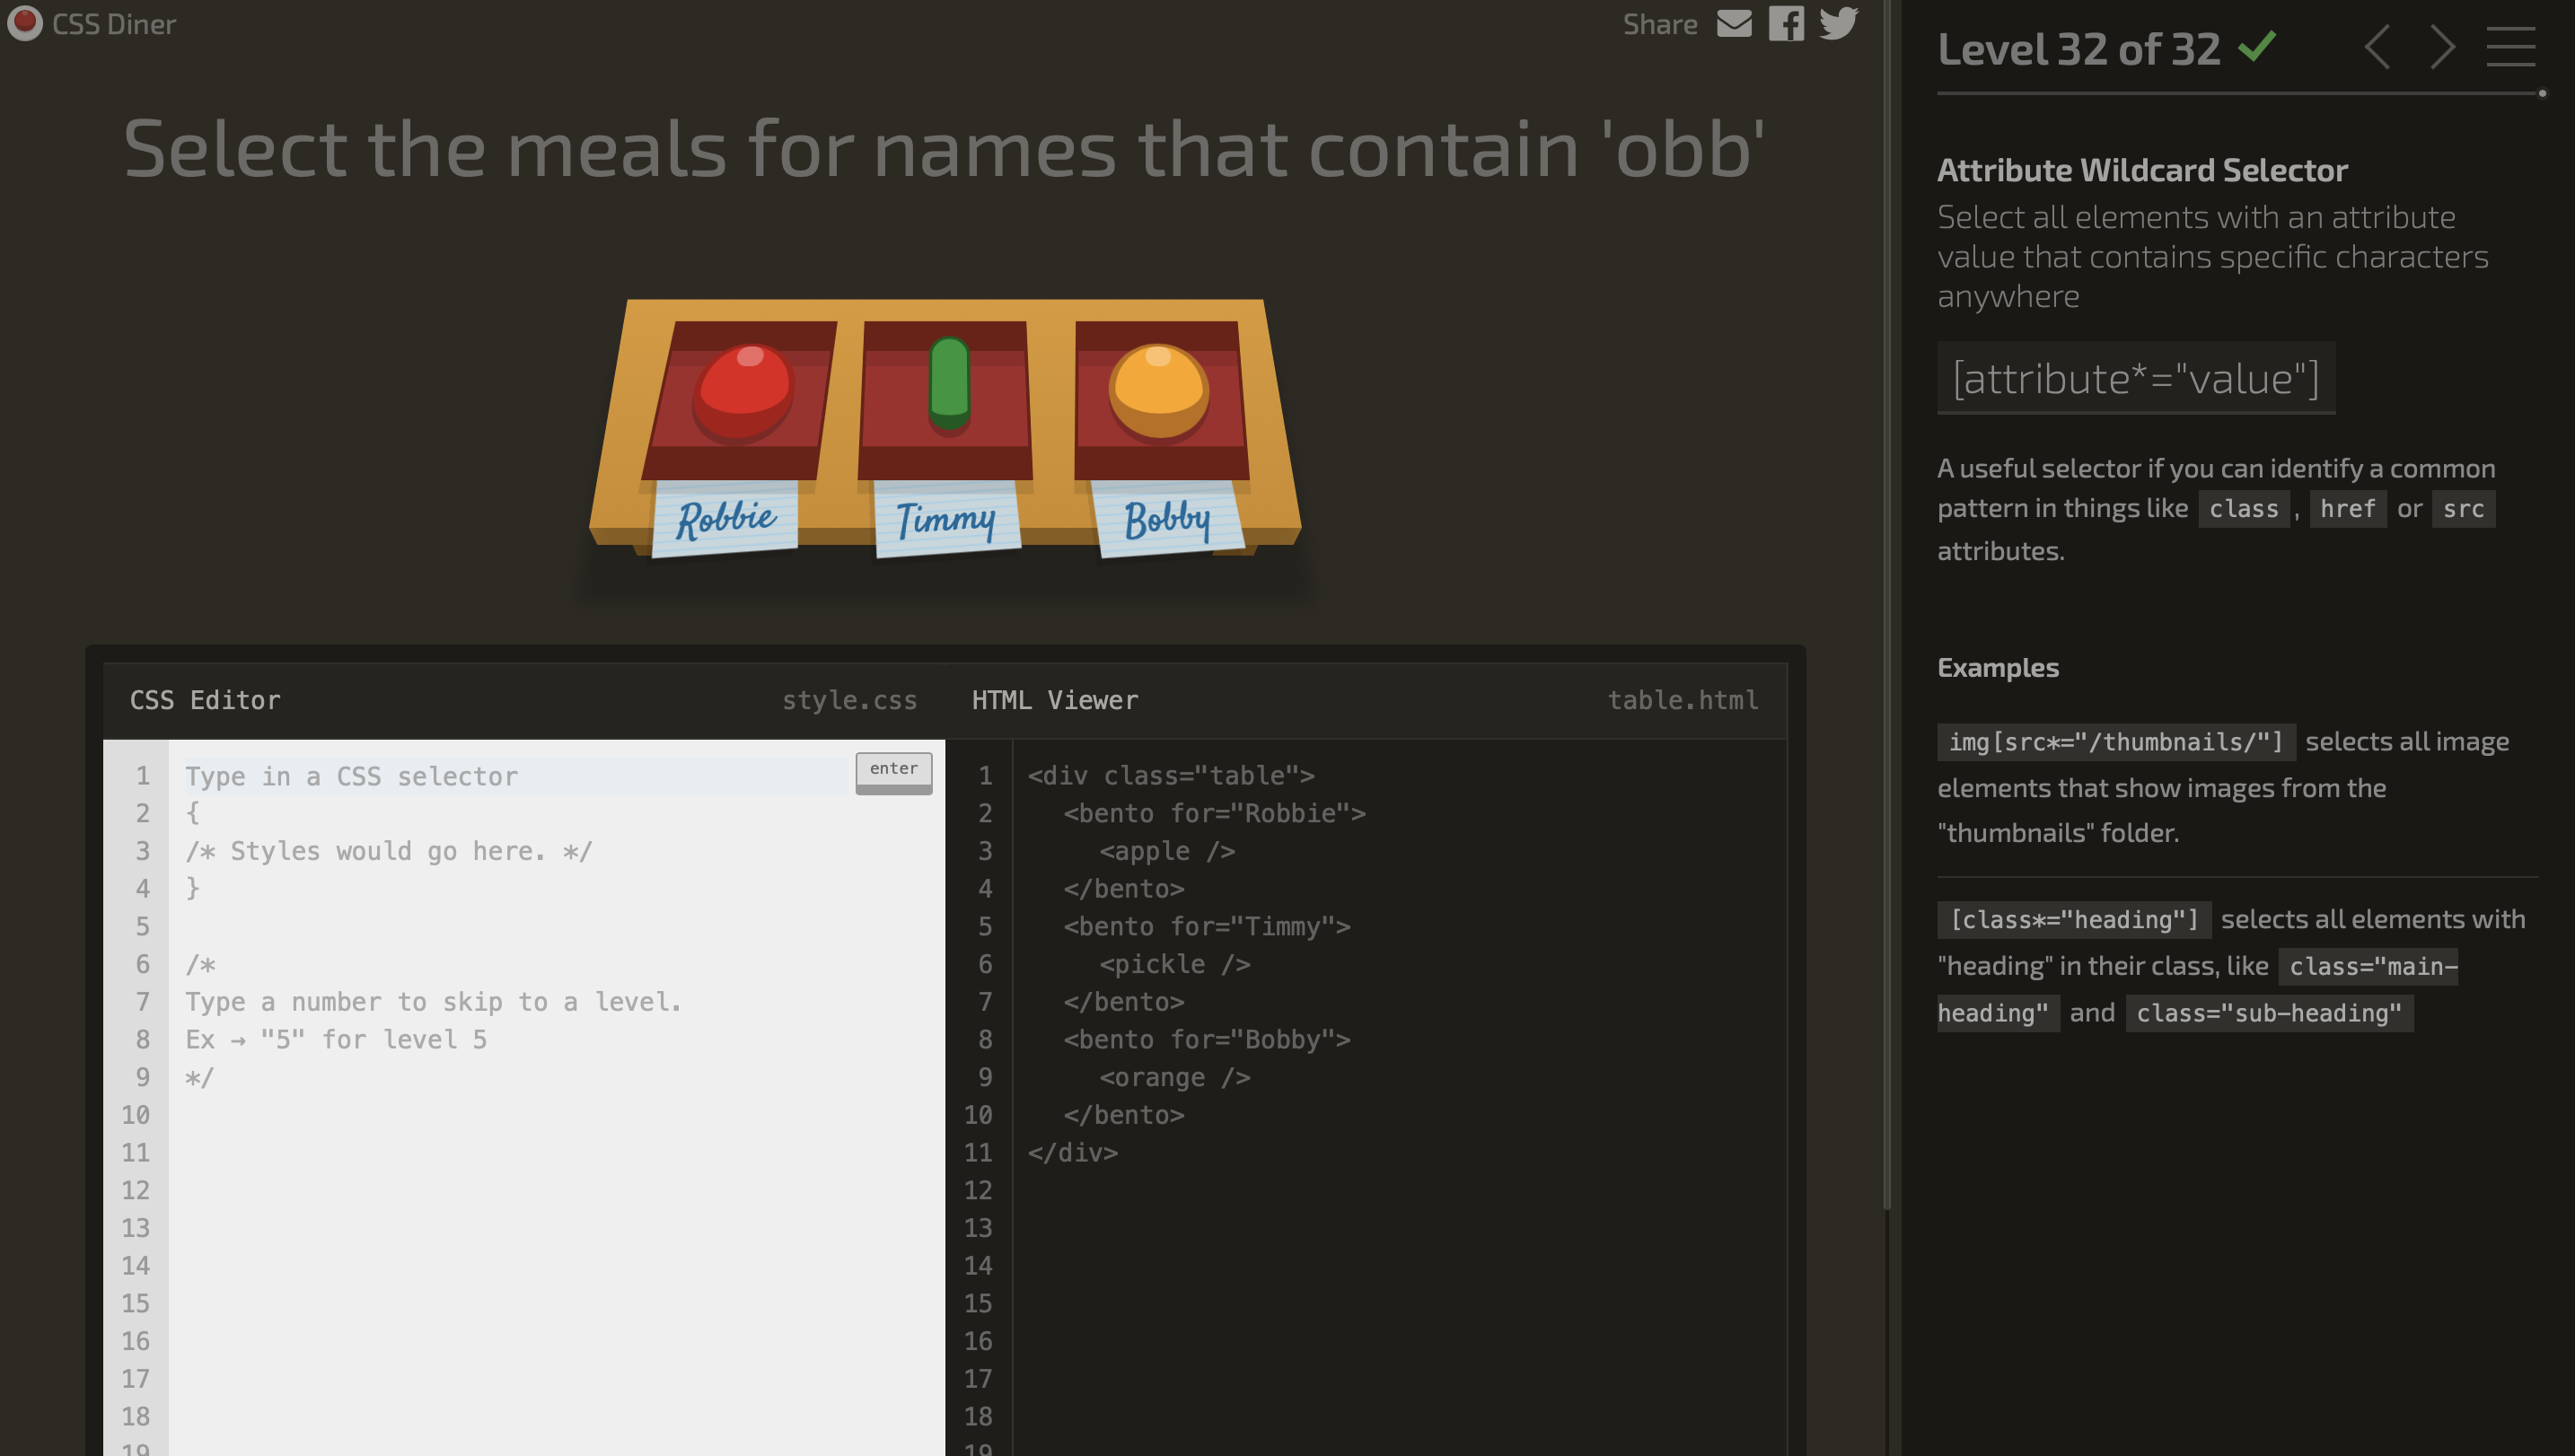 CSS Diner
Share
Select the meals for names that contain 'obb'
Robbie
Timmy
Bobby
CSS Editor
style.css
1 Type in a CSS selector
enter
2 {
3 /* Styles would go here. */
4 }
5
6 /*
7 Type a number to skip to a level.
8 Ex → "5" for level 5
9 */
10
11
12
13
14
15
16
17
18
19
HTML Viewer
table.html
1 <div class="table">
2 <bento for="Robbie">
3 <apple />
4 </bento>
5 <bento for="Timmy">
6 <pickle />
7 </bento>
8 <bento for="Bobby">
9 <orange />
10 </bento>
11 </div>
12
13
14
15
16
17
18
19
Level 32 of 32
Attribute Wildcard Selector
Select all elements with an attribute
value that contains specific characters
anywhere
[attribute*="value"]
A useful selector if you can identify a common
pattern in things like class , href or src
attributes.
Examples
img[src*="/thumbnails/"] selects all image
elements that show images from the
"thumbnails" folder.
[class*="heading"] selects all elements with
"heading" in their class, like class="main-
heading" and class="sub-heading"